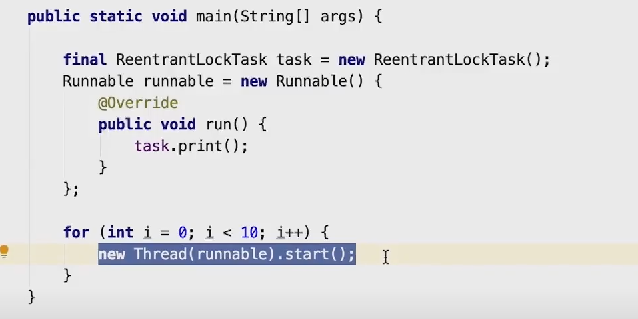 public static void main(String[] args) {
final ReentrantLockTask task = new ReentrantLockTask();
Runnable runnable = new Runnable() {
@Override
public void run() {
task.print();
}
};
for (int i = 0; i < 10; i++) {
new Thread(runnable).start();
}
}